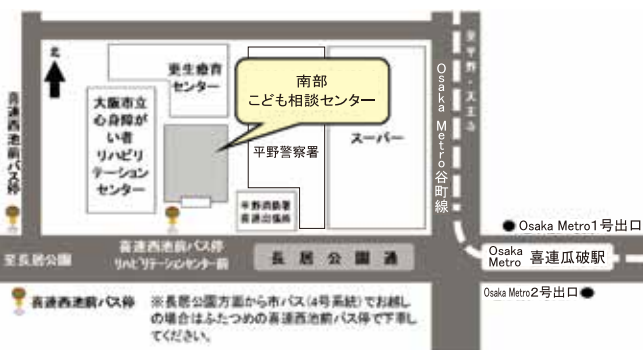 北
更生療育
センター
南部
こども相談センター
大阪市立
心身障が
い者
リハビリ
テーション
センター
平野警察署
スーパー
平野消防署
喜連出張所
喜連西池前バス停
Osaka Metro谷町線
至平野・天王寺
Osaka Metro1号出口
至長居公園
喜連西池前バス停
リハビリテーションセンター前
長居公園通
Osaka
Metro
喜連瓜破駅
Osaka Metro2号出口
喜連西池前バス停
※長居公園方面から市バス(4号系統)でお越し
の場合はふたつめの喜連西池前バス停で下車し
てください。